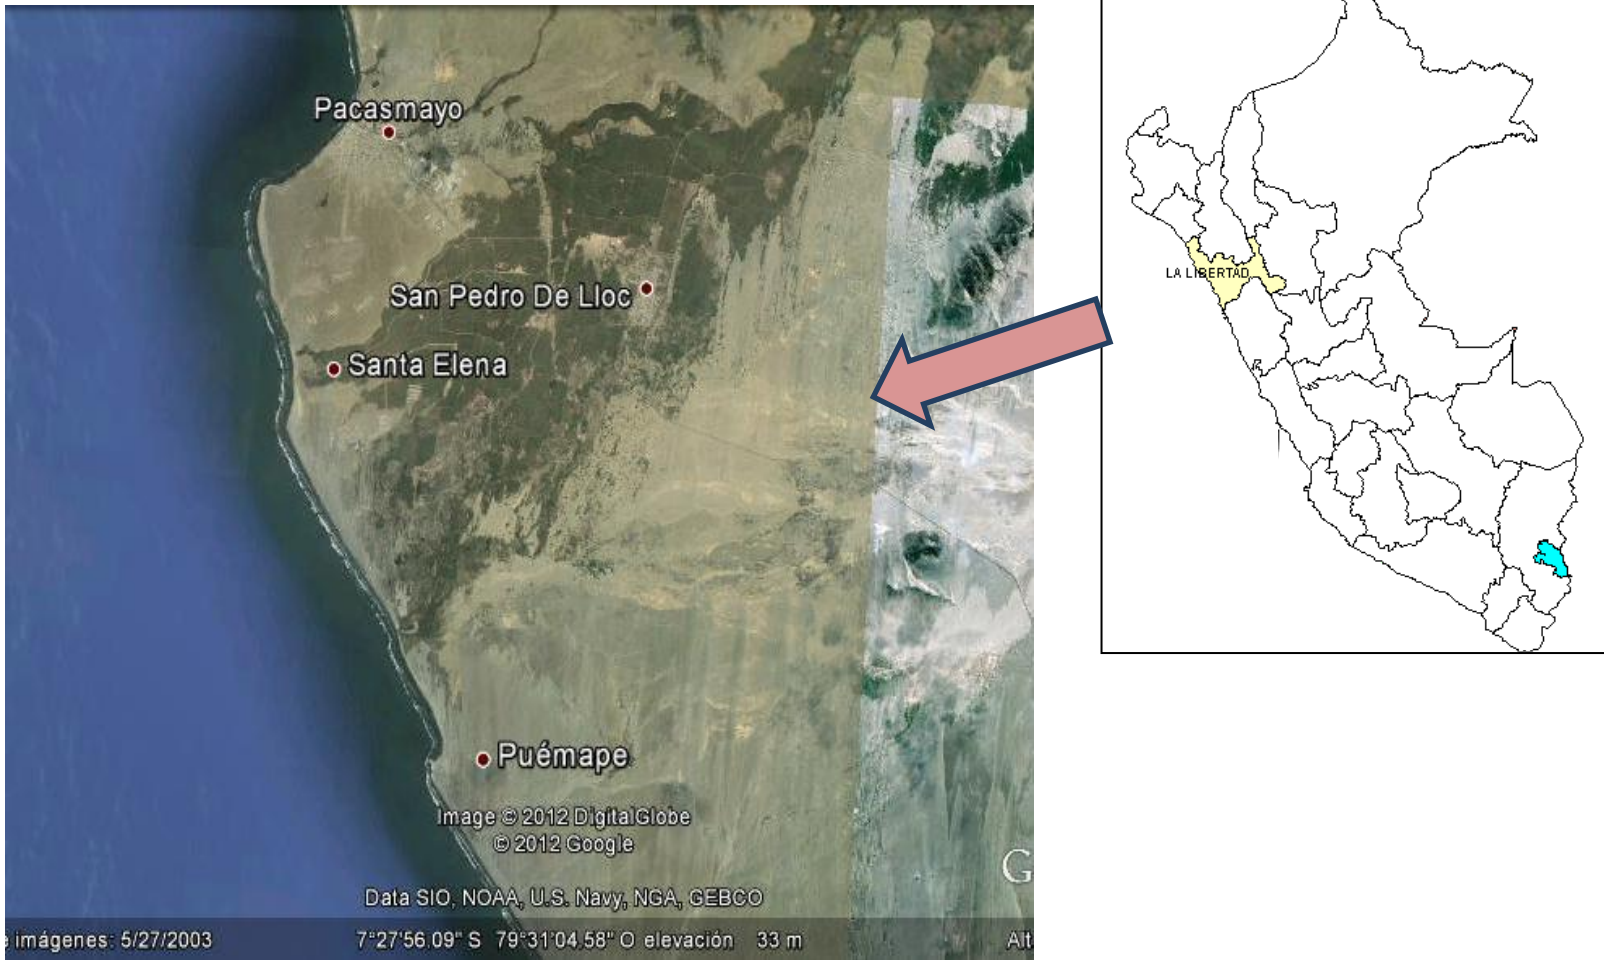 Pacasmayo
San Pedro De Lloc
Santa Elena
Puémape
Image © 2012 DigitalGlobe
© 2012 Google
Data SIO, NOAA, U.S. Navy, NGA, GEBCO
imágenes: 5/27/2003 7°27'56.09" S 79°31'04.58" O elevación 33 m Alt
G
LA LIBERTAD